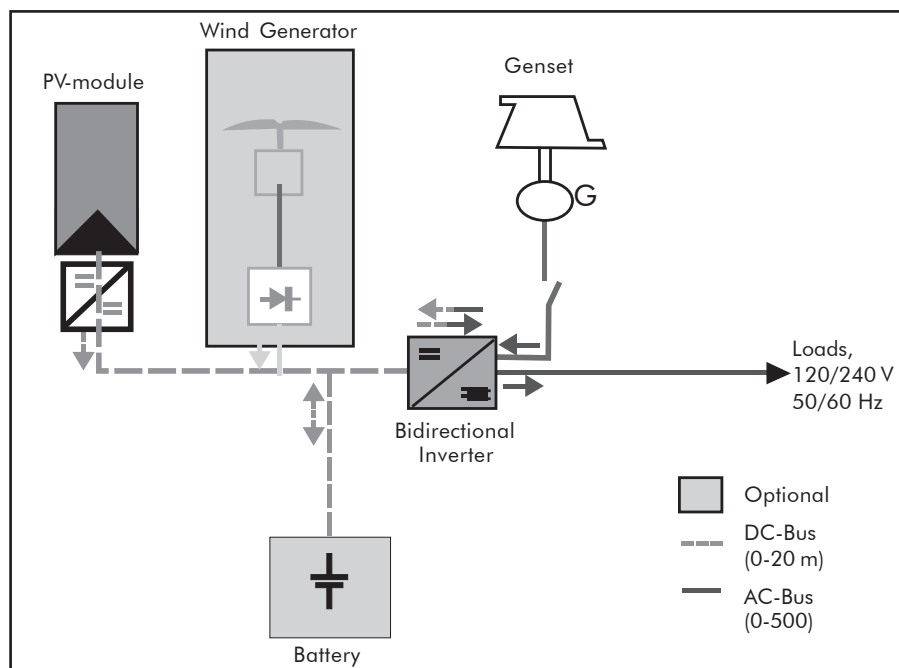 Wind Generator
PV-module
Genset
G
Loads,
120/240 V
50/60 Hz
Bidirectional
Inverter
Optional
DC-Bus
(0-20 m)
AC-Bus
(0-500)
Battery